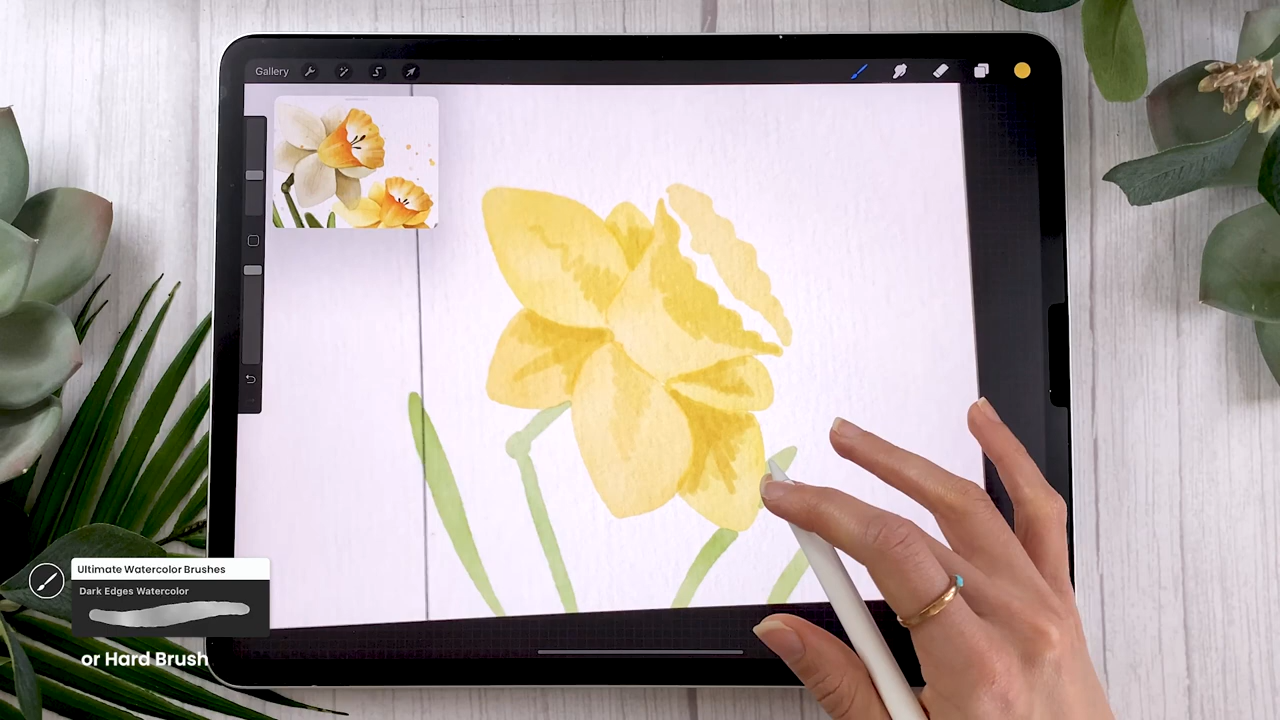 Gallery
Ultimate Watercolor Brushes
Dark Edges Watercolor
or Hard Brush